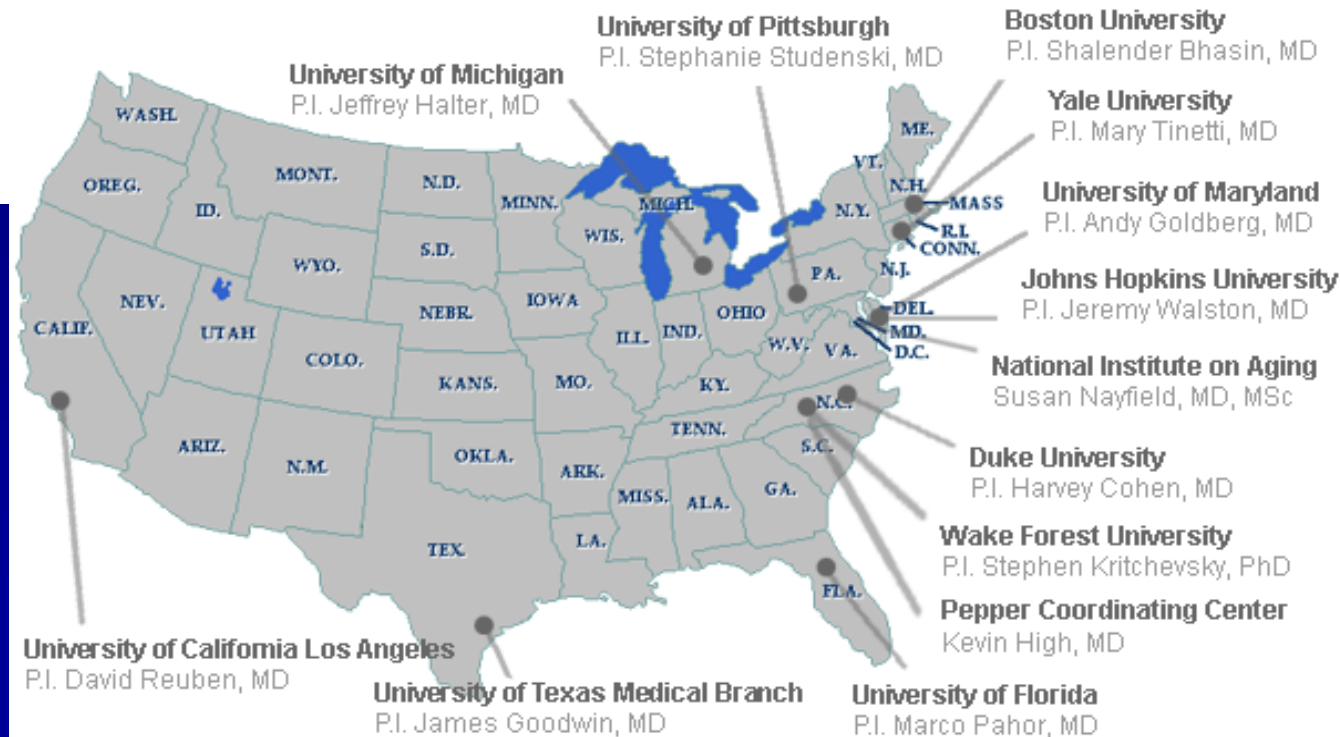 University of Pittsburgh
P.I. Stephanie Studenski, MD
Boston University
P.I. Shalender Bhasin, MD
University of Michigan
P.I. Jeffrey Halter, MD
Yale University
P.I. Mary Tinetti, MD
University of Maryland
P.I. Andy Goldberg, MD
Johns Hopkins University
P.I. Jeremy Walston, MD
National Institute on Aging
Susan Nayfield, MD, MSc
Duke University
P.I. Harvey Cohen, MD
Wake Forest University
P.I. Stephen Kritchevsky, PhD
Pepper Coordinating Center
Kevin High, MD
University of Florida
P.I. Marco Pahor, MD
University of Texas Medical Branch
P.I. James Goodwin, MD
University of California Los Angeles
P.I. David Reuben, MD
WASH.
OREG.
CALIF.
NEV.
ID.
MONT.
WYO.
UTAH
ARIZ.
COLO.
N.M.
N.D.
S.D.
NEBR.
KANS.
OKLA.
TEX.
MINN.
IOWA
MO.
ARK.
LA.
WIS.
ILL.
MICH.
IND.
OHIO
KY.
TENN.
MISS.
ALA.
GA.
FLA.
S.C.
N.C.
VA.
W.V.
PA.
N.Y.
VT.
N.H.
ME.
MASS
R.I.
CONN.
N.J.
DEL.
MD.
D.C.